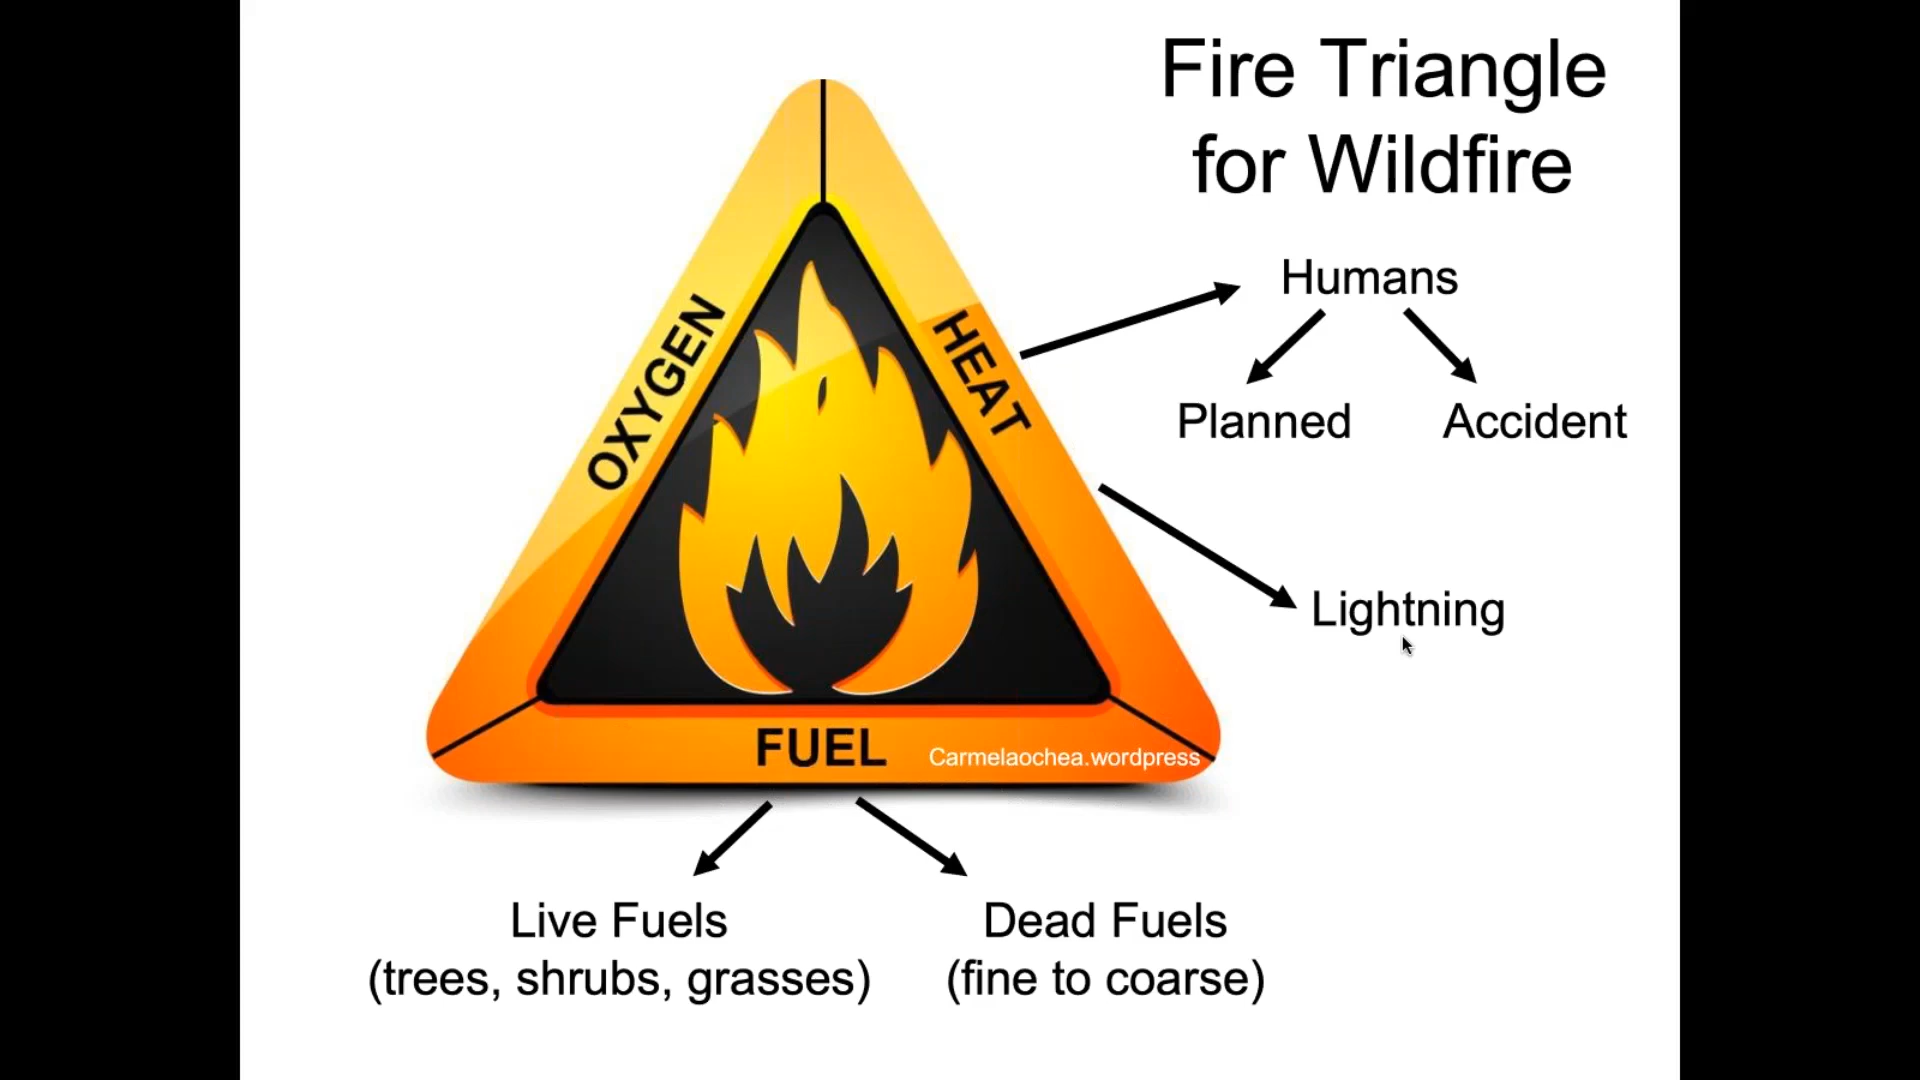 Fire Triangle
for Wildfire
Humans
Planned
Accident
OXYGEN
HEAT
Lightning
FUEL
Carmelaochea.wordpress
Live Fuels
(trees, shrubs, grasses)
Dead Fuels
(fine to coarse)